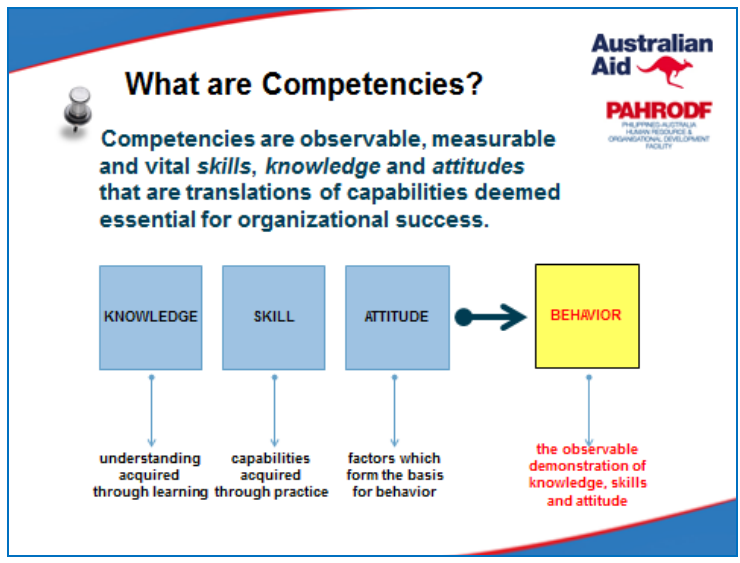 Australian
Aid
What are Competencies?
PAHRODF
PHILIPPINES-AUSTRALIA
HUMAN RESOURCE &
ORGANISATIONAL DEVELOPMENT
FACILITY
Competencies are observable, measurable
and vital skills, knowledge and attitudes
that are translations of capabilities deemed
essential for organizational success.
KNOWLEDGE
SKILL
ATTITUDE
BEHAVIOR
understanding
acquired
through learning
capabilities
acquired
through practice
factors which
form the basis
for behavior
the observable
demonstration of
knowledge, skills
and attitude